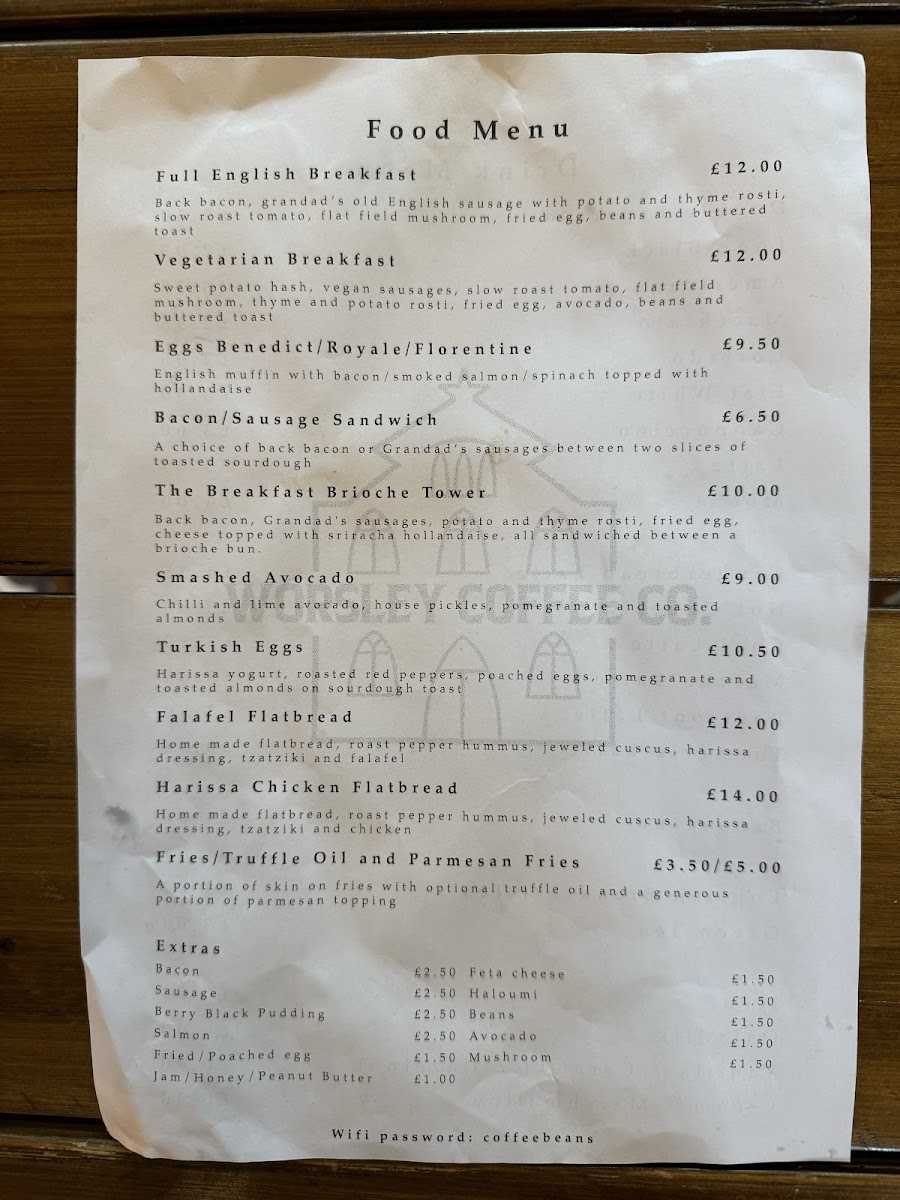 Food Menu
Full English Breakfast £12.00
Back bacon, grandad's old English sausage with potato and thyme rosti,
slow roast tomato, flat field mushroom, fried egg, beans and buttered
toast
Vegetarian Breakfast £12.00
Sweet potato hash, vegan sausages, slow roast tomato, flat field
mushroom, thyme and potato rosti, fried egg, avocado, beans and
buttered toast
Eggs Benedict/Royale/Florentine £9.50
English muffin with bacon/smoked salmon/spinach topped with
hollandaise
Bacon/Sausage Sandwich £6.50
A choice of back bacon or Grandad's sausages between two slices of
toasted sourdough
The Breakfast Brioche Tower £10.00
Back bacon, Grandad's sausages, potato and thyme rosti, fried egg,
cheese topped with sriracha hollandaise, all sandwiched between a
brioche bun.
Smashed Avocado £9.00
Chilli and lime avocado, house pickles, pomegranate and toasted
almonds
WORSLEY COFFEE CO.
Turkish Eggs £10.50
Harissa yogurt, roasted red peppers, poached eggs, pomegranate and
toasted almonds on sourdough toast
Falafel Flatbread £12.00
Home made flatbread, roast pepper hummus, jeweled cuscus, harissa
dressing, tzatziki and falafel
Harissa Chicken Flatbread £14.00
Home made flatbread, roast pepper hummus, jeweled cuscus, harissa
dressing, tzatziki and chicken
Fries/Truffle Oil and Parmesan Fries £3.50/£5.00
A portion of skin on fries with optional truffle oil and a generous
portion of parmesan topping
Extras
Bacon £2.50 Feta cheese £1.50
Sausage £2.50 Haloumi £1.50
Berry Black Pudding £2.50 Beans £1.50
Salmon £2.50 Avocado £1.50
Fried/Poached egg £1.50 Mushroom £1.50
Jam/Honey/Peanut Butter £1.00
Wifi password: coffeebeans